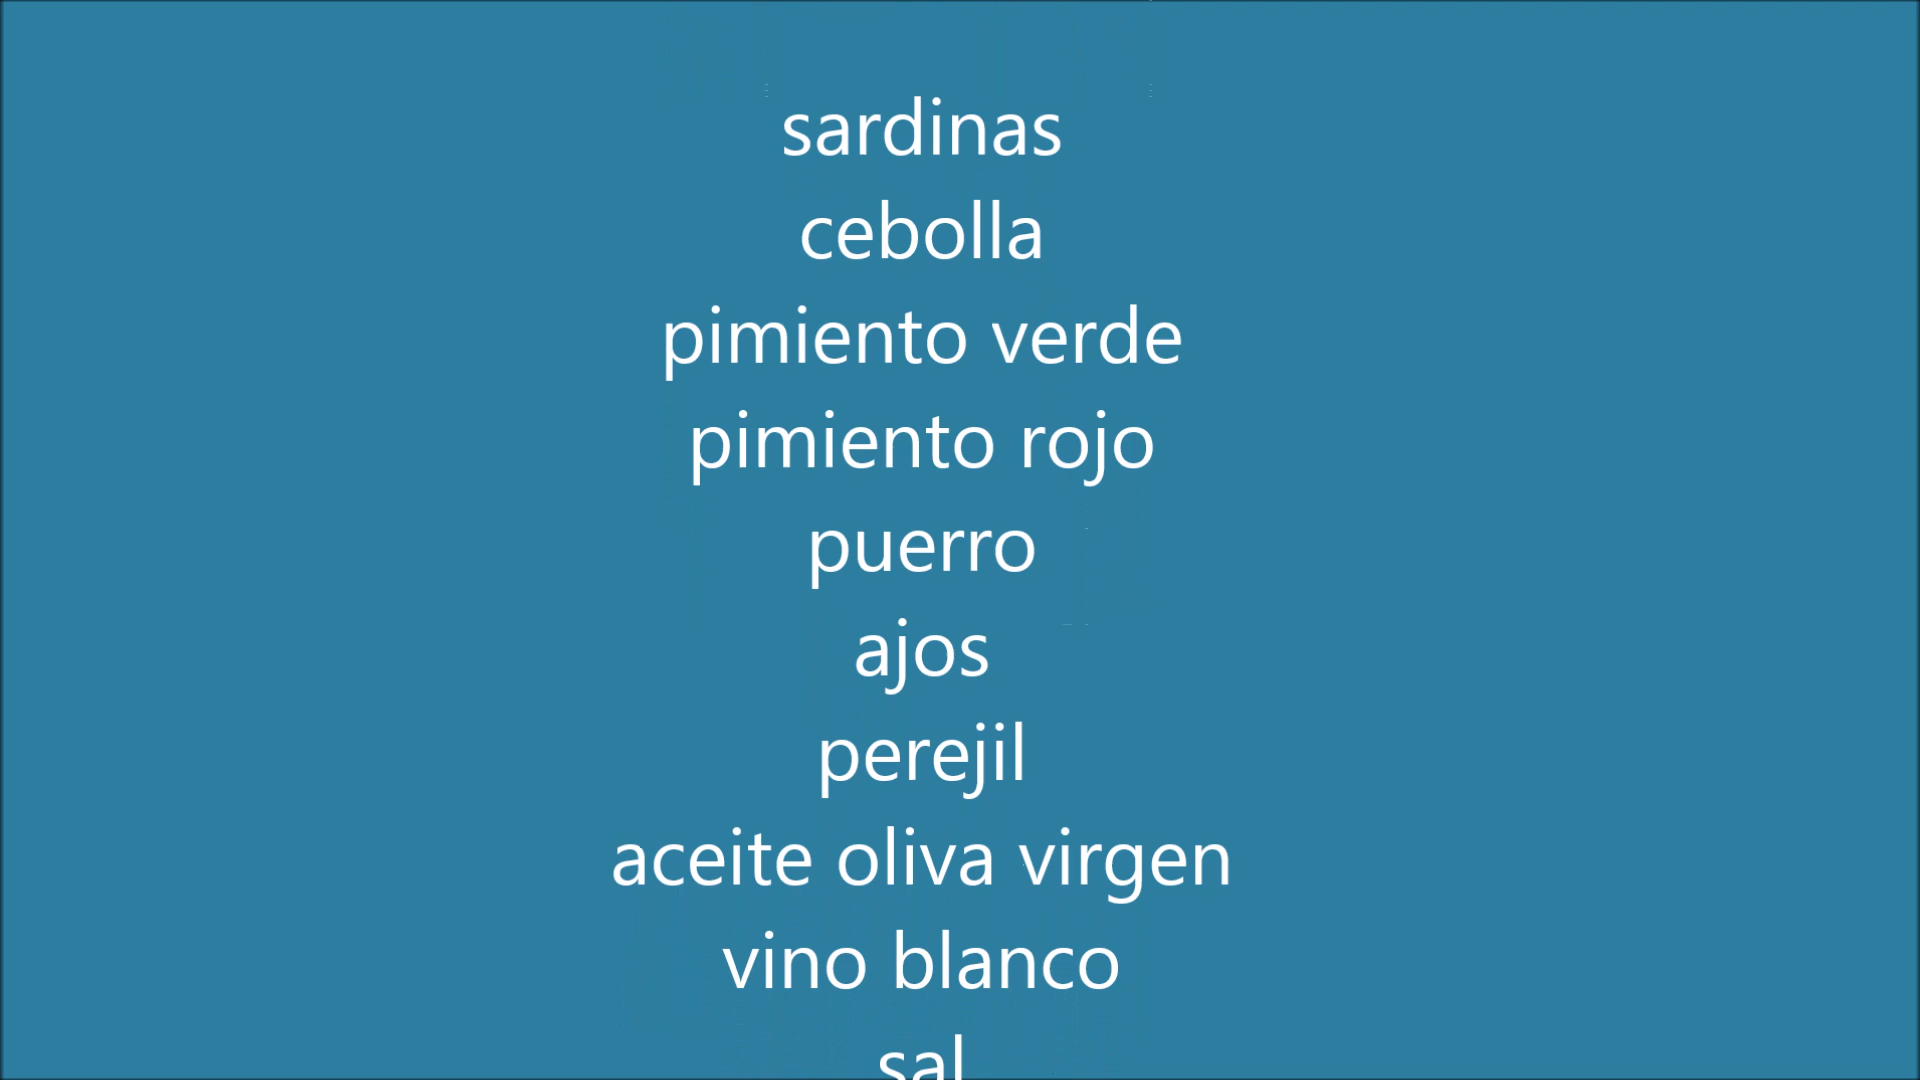 sardinas
cebolla
pimiento verde
pimiento rojo
puerro
ajos
perejil
aceite oliva virgen
vino blanco
sal